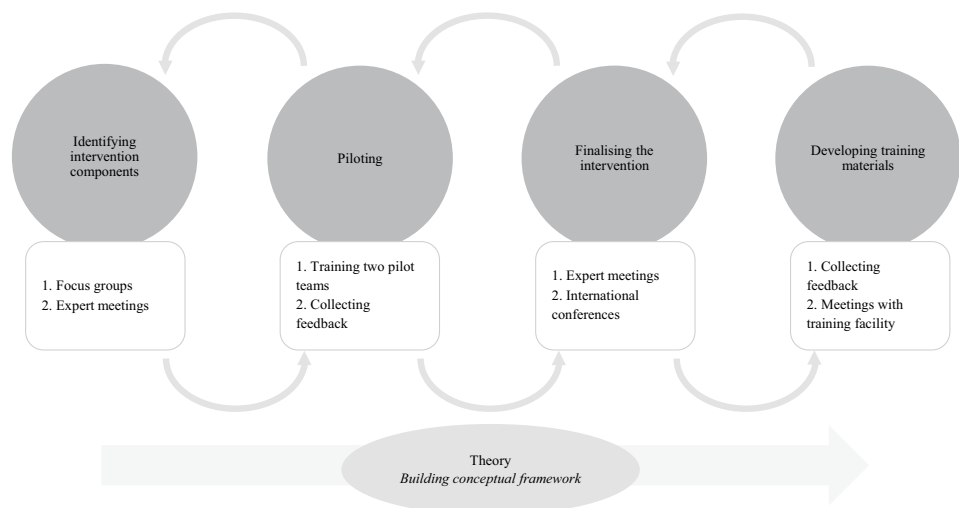 Identifying
intervention
components
Piloting
Finalising the
intervention
Developing training
materials
1. Focus groups
2. Expert meetings
1. Training two pilot
teams
2. Collecting
feedback
1. Expert meetings
2. International
conferences
1. Collecting
feedback
2. Meetings with
training facility
Theory
Building conceptual framework